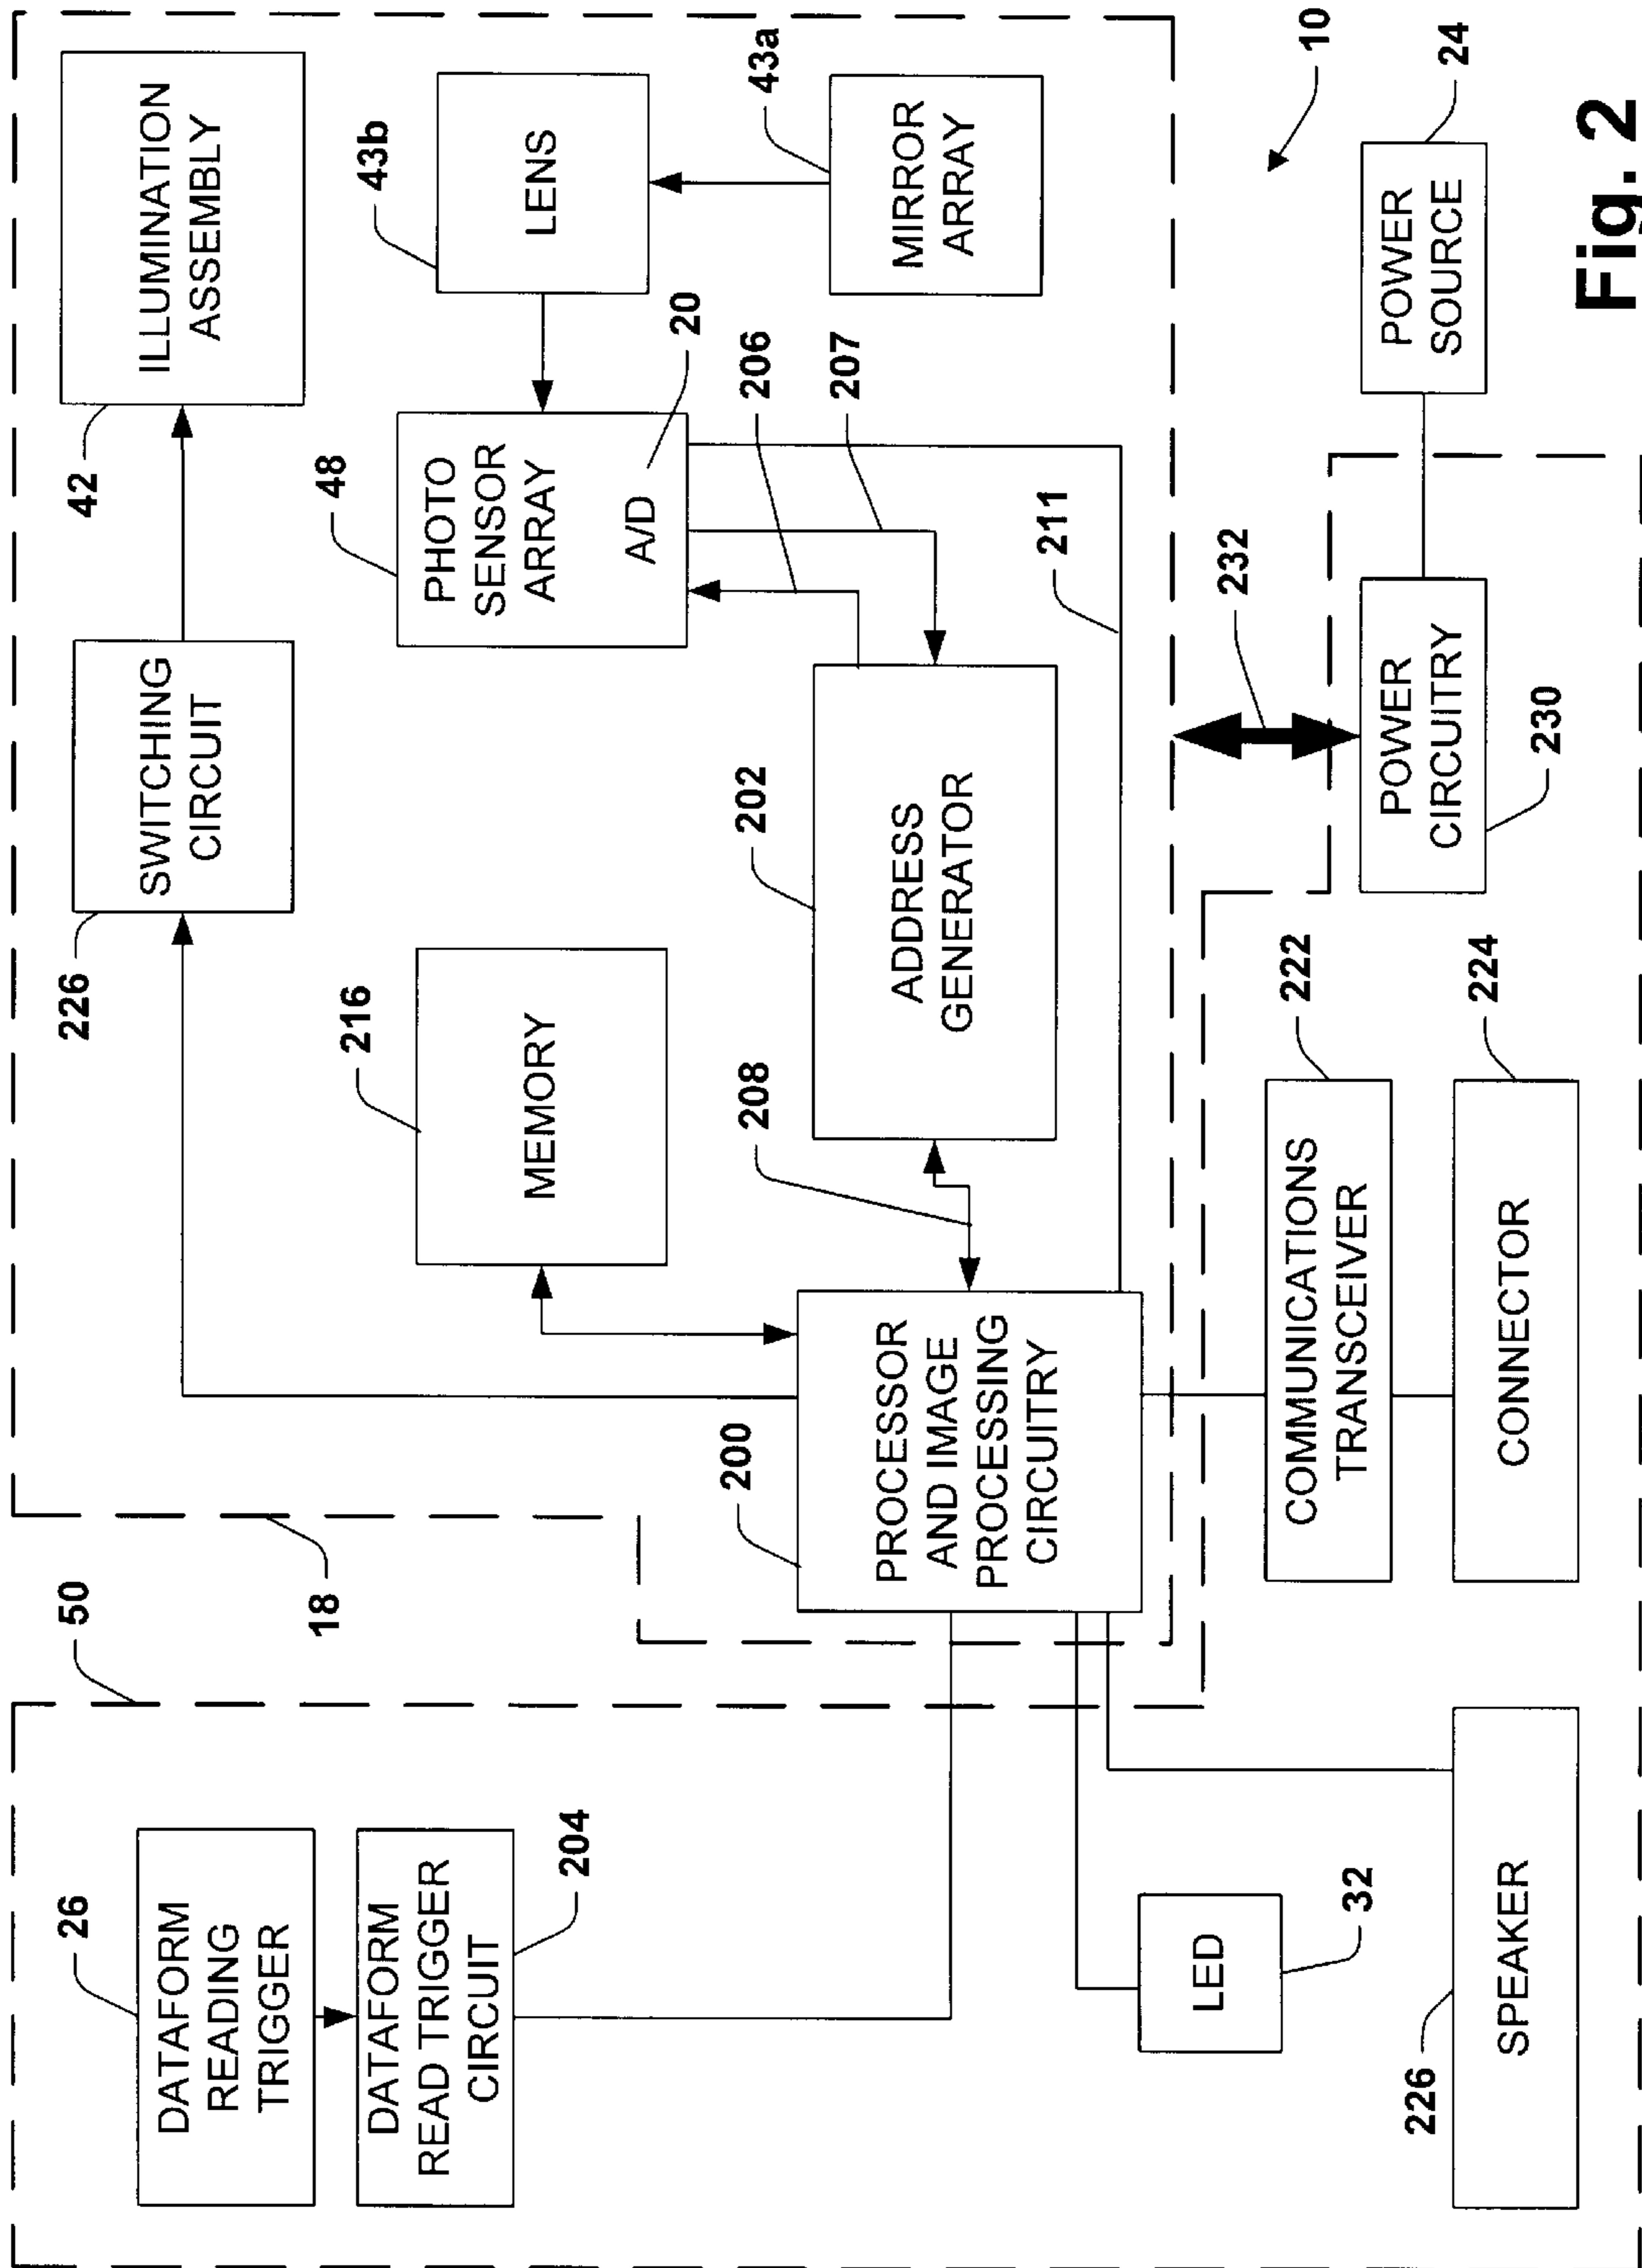 50
26
DATAFORM
READING
TRIGGER
DATAFORM
READ TRIGGER
CIRCUIT
204
18
226
SWITCHING
CIRCUIT
42
ILLUMINATION
ASSEMBLY
216
MEMORY
48
PHOTO
SENSOR
ARRAY
A/D
20
43b
LENS
43a
MIRROR
ARRAY
206
207
202
ADDRESS
GENERATOR
208
211
200
PROCESSOR
AND IMAGE
PROCESSING
CIRCUITRY
LED
32
226
SPEAKER
COMMUNICATIONS
TRANSCEIVER
222
CONNECTOR
224
232
POWER
CIRCUITRY
230
POWER
SOURCE
24
10
Fig. 2